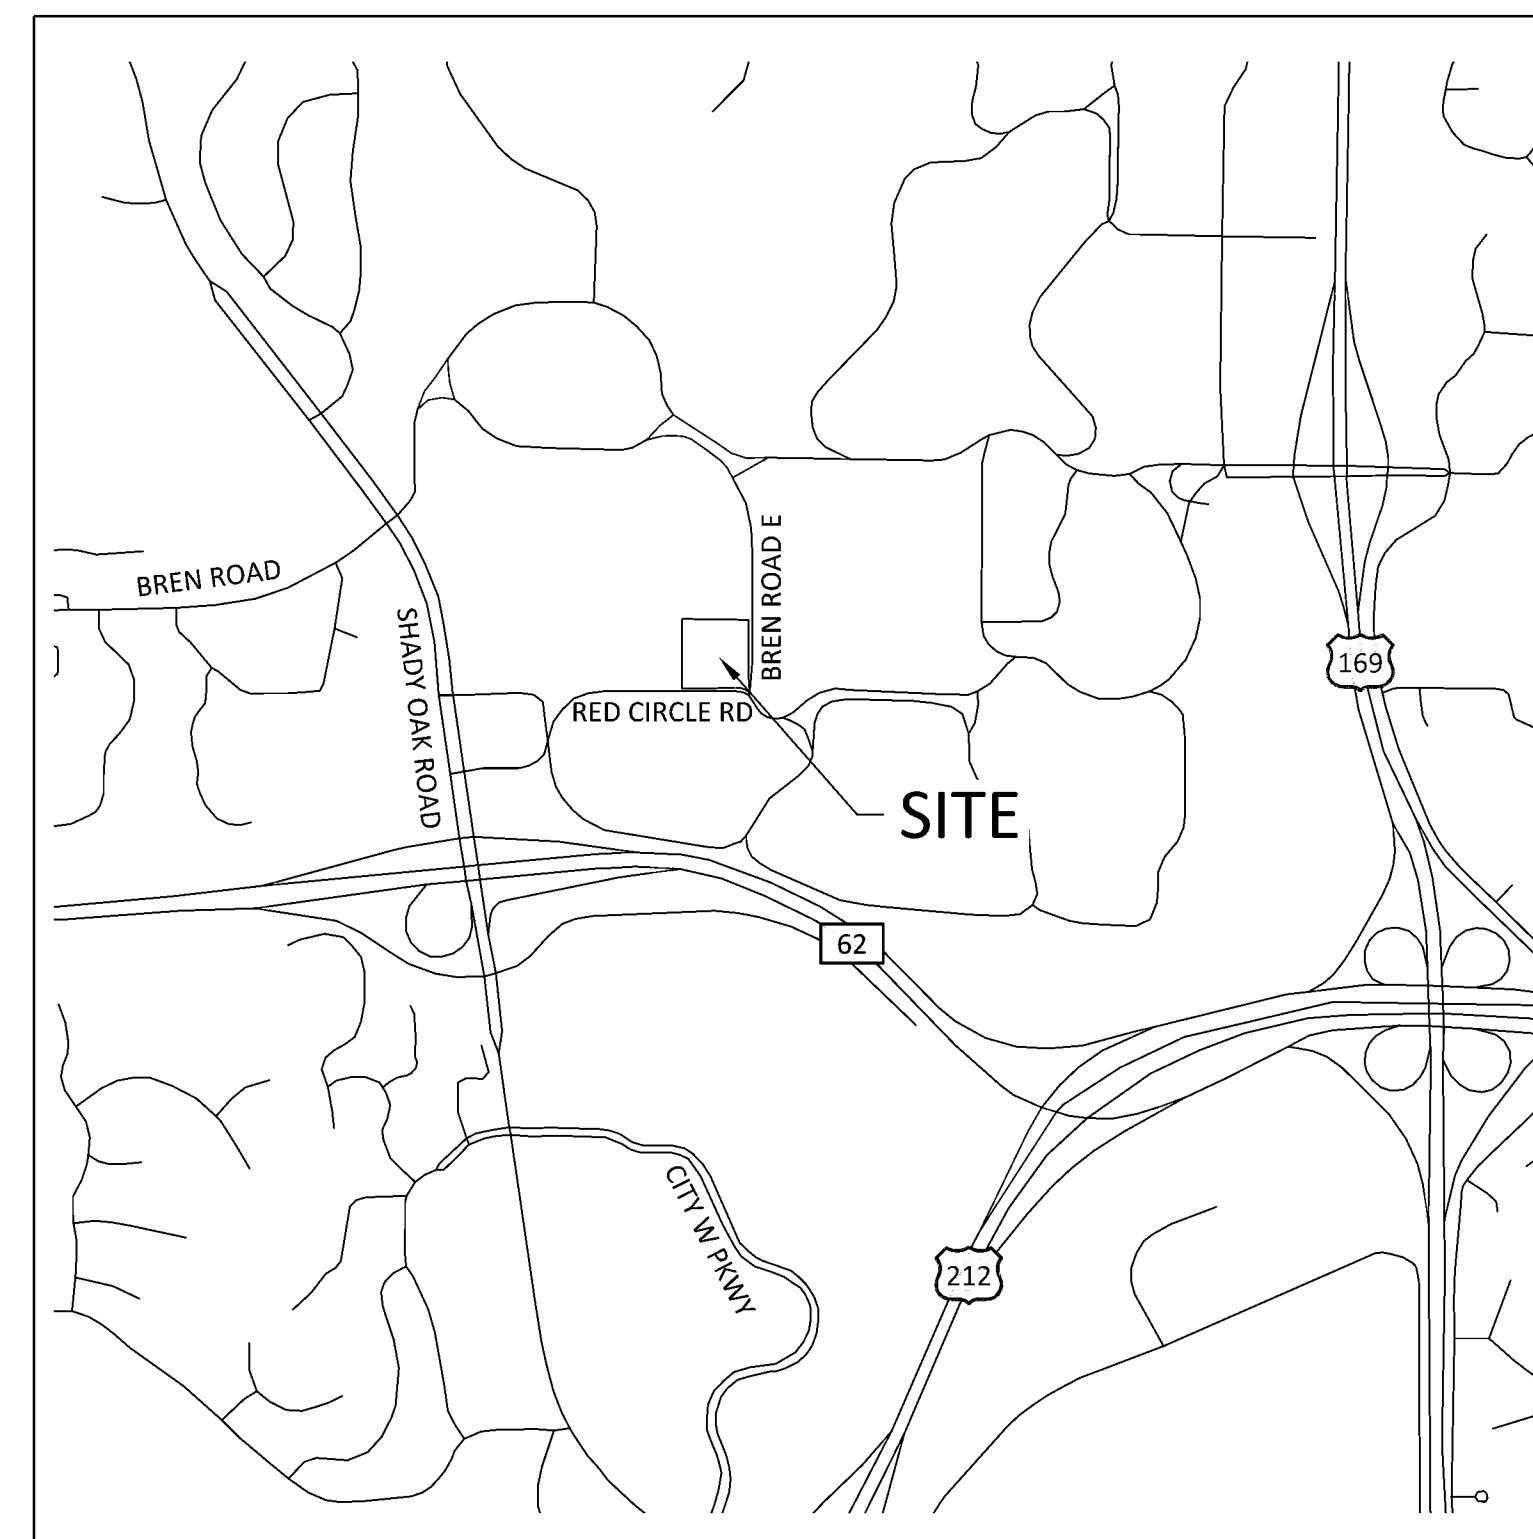 BREN ROAD E
BREN ROAD
SHADY OAK ROAD
169
RED CIRCLE RD
SITE
62
CITY W PKWY
212